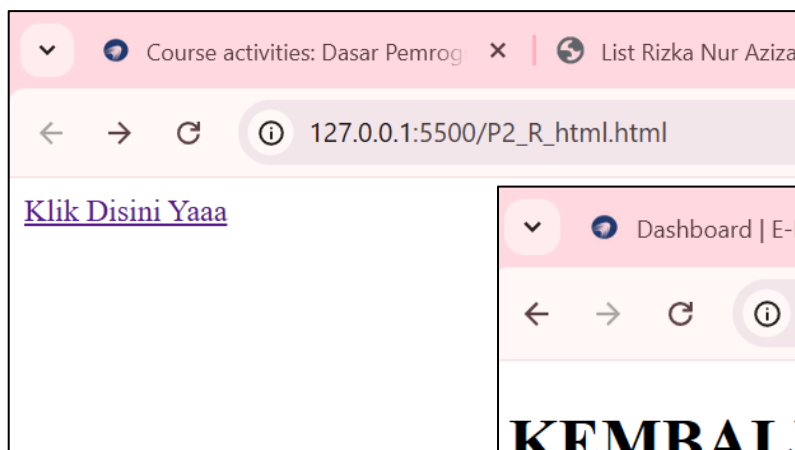 Course activities: Dasar Pemrog
List Rizka Nur Aziza
127.0.0.1:5500/P2_R_html.html
Klik Disini Yaaa
Dashboard | E-
KEMBALI